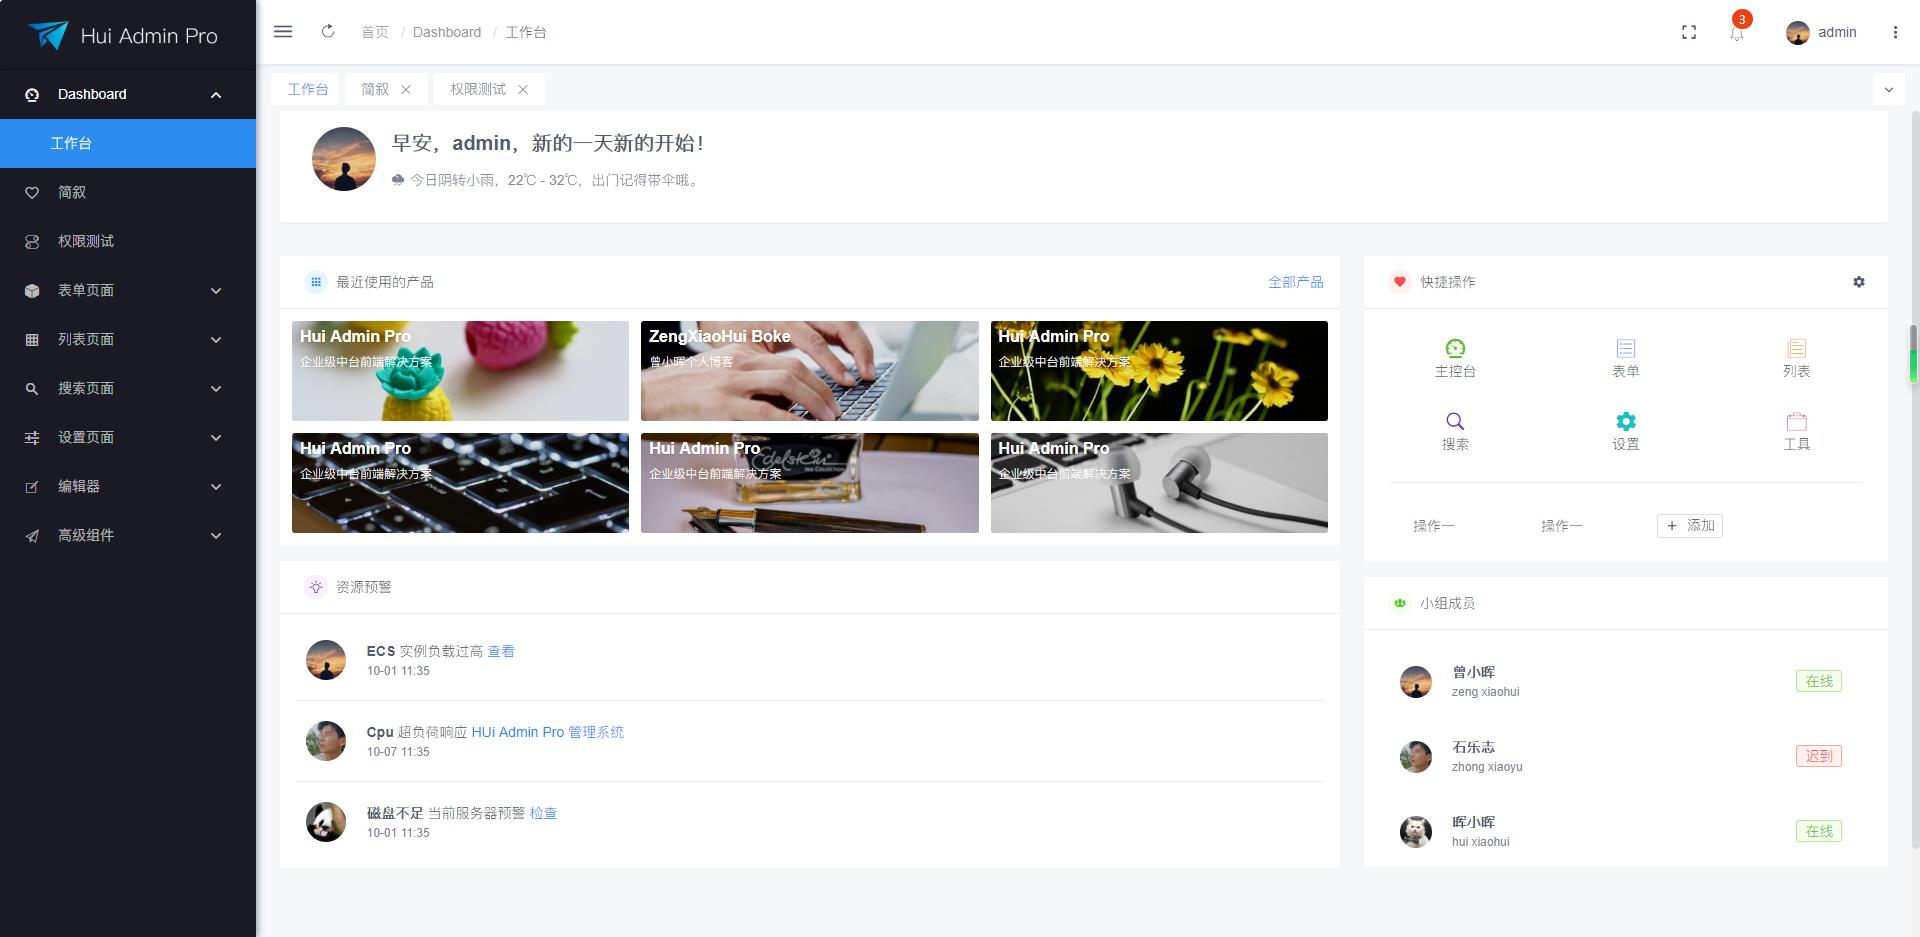 Hui Admin Pro
Dashboard
工作台
简叙
权限测试
表单页面
列表页面
搜索页面
设置页面
编辑器
高级组件
首页 / Dashboard / 工作台
3
admin
工作台
简叙
权限测试
早安，admin，新的一天新的开始！
今日阴转小雨，22℃ - 32℃，出门记得带伞哦。
最近使用的产品
全部产品
Hui Admin Pro
企业级中台前端解决方案
ZengXiaoHui Boke
曾小晖个人博客
Hui Admin Pro
企业级中台前端解决方案
Hui Admin Pro
企业级中台前端解决方案
Hui Admin Pro
企业级中台前端解决方案
Edelstein
INK COLLECTION
Hui Admin Pro
企业级中台前端解决方案
资源预警
ECS 实例负载过高 查看
10-01 11:35
Cpu 超负荷响应 HUi Admin Pro 管理系统
10-07 11:35
磁盘不足 当前服务器预警 检查
10-01 11:35
快捷操作
主控台
表单
列表
搜索
设置
工具
操作一
操作一
+ 添加
小组成员
曾小晖
zeng xiaohui
在线
石乐志
zhong xiaoyu
迟到
晖小晖
hui xiaohui
在线